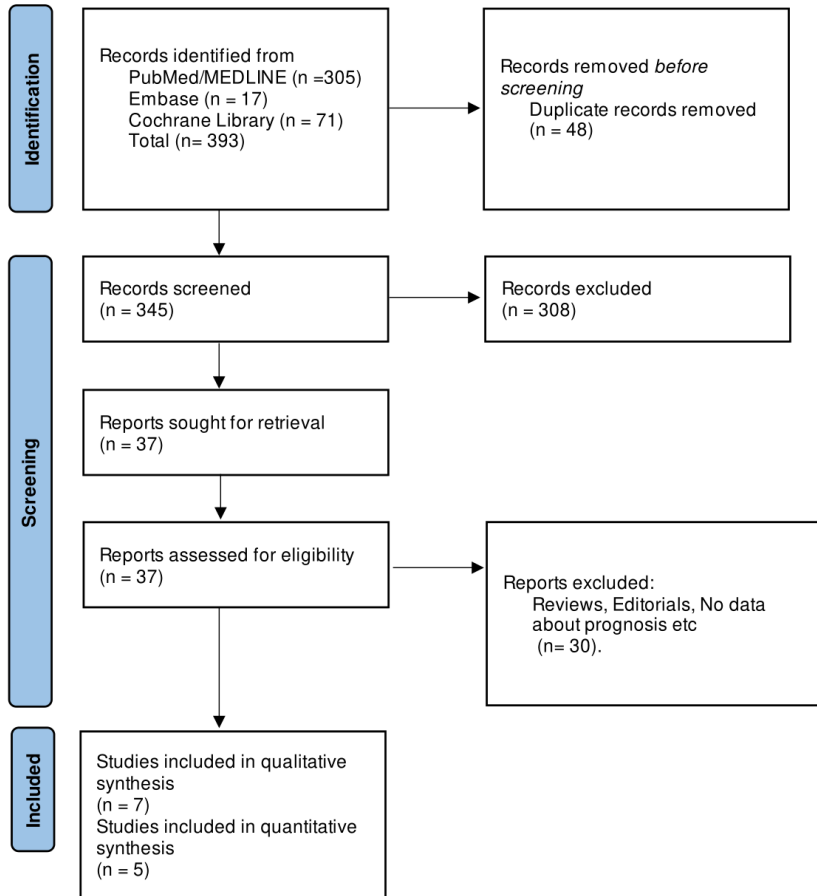 Identification
Records identified from
PubMed/MEDLINE (n =305)
Embase (n = 17)
Cochrane Library (n = 71)
Total (n= 393)
Records removed before
screening
Duplicate records removed
(n = 48)
Screening
Records screened
(n = 345)
Records excluded
(n = 308)
Reports sought for retrieval
(n = 37)
Reports assessed for eligibility
(n = 37)
Reports excluded:
Reviews, Editorials, No data
about prognosis etc
(n= 30).
Included
Studies included in qualitative
synthesis
(n = 7)
Studies included in quantitative
synthesis
(n = 5)